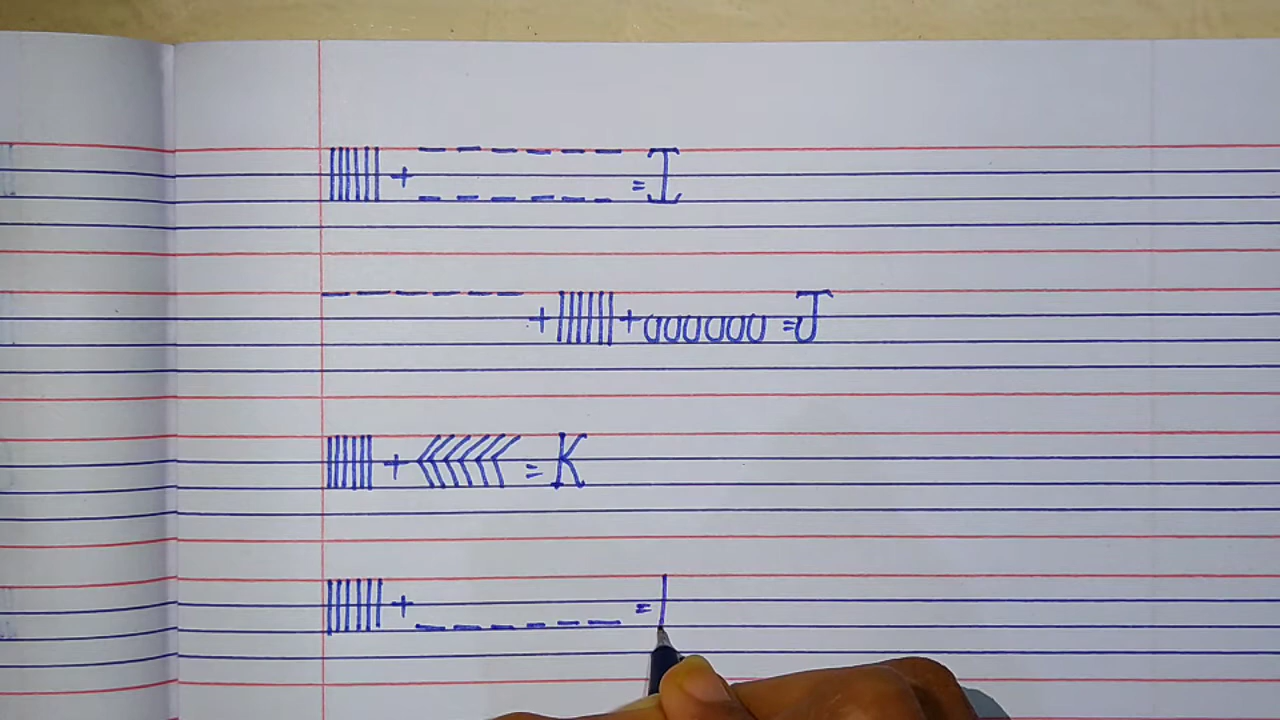 |||||| + _ _ _ _ _ _ = I
_ _ _ _ _ _ + |||||| + UUUUUU = J
|||||| + <<<<<< = K
|||||| + _ _ _ _ _ _ = |